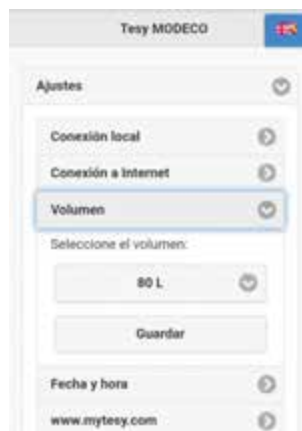 Tesy MODECO
Ajustes
Conexión local
Conexión a Internet
Volumen
Seleccione el volumen:
80 L
Guardar
Fecha y hora
www.mytesy.com